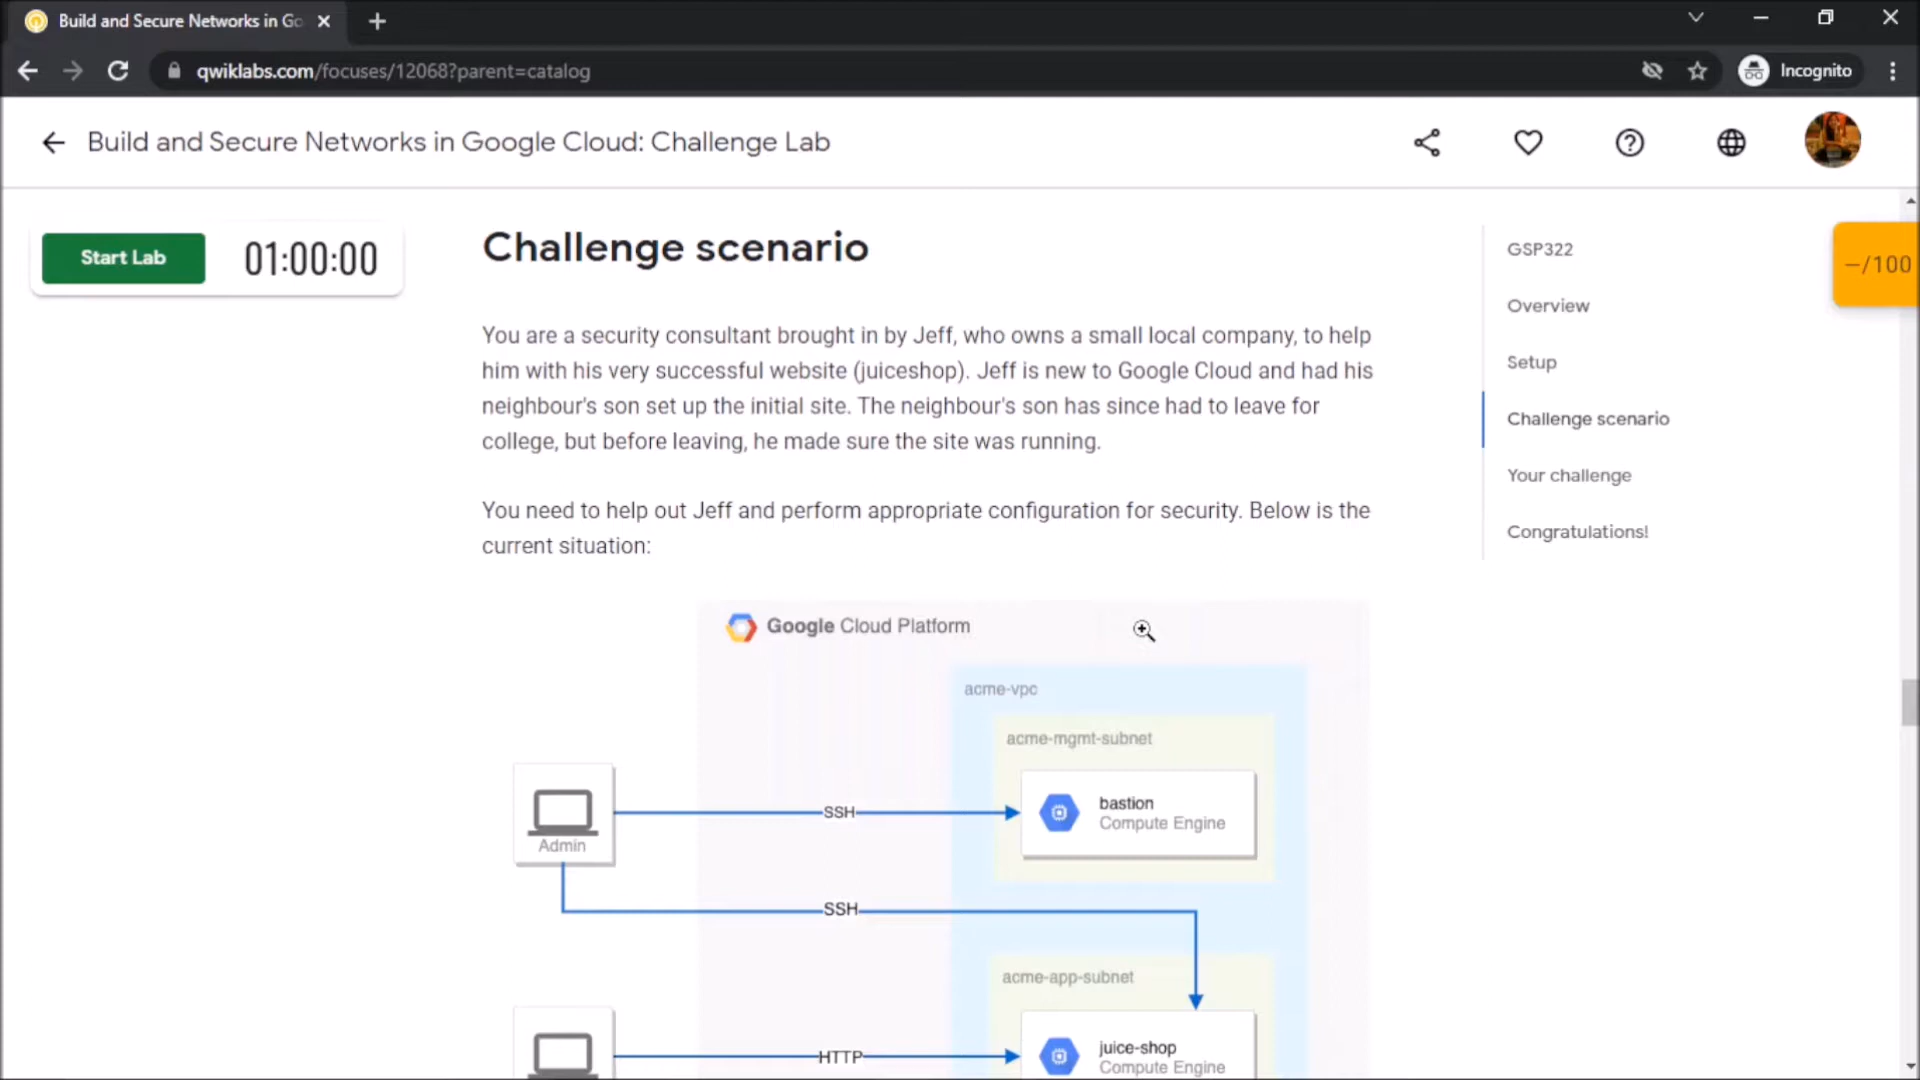 Build and Secure Networks in Go
qwiklabs.com/focuses/12068?parent=catalog
Incognito
Build and Secure Networks in Google Cloud: Challenge Lab
Start Lab
01:00:00
Challenge scenario
You are a security consultant brought in by Jeff, who owns a small local company, to help
him with his very successful website (juiceshop). Jeff is new to Google Cloud and had his
neighbour's son set up the initial site. The neighbour's son has since had to leave for
college, but before leaving, he made sure the site was running.
You need to help out Jeff and perform appropriate configuration for security. Below is the
current situation:
Google Cloud Platform
acme-vpc
acme-mgmt-subnet
bastion
Compute Engine
SSH
Admin
SSH
acme-app-subnet
juice-shop
Compute Engine
HTTP
GSP322
Overview
Setup
Challenge scenario
Your challenge
Congratulations!
–/100